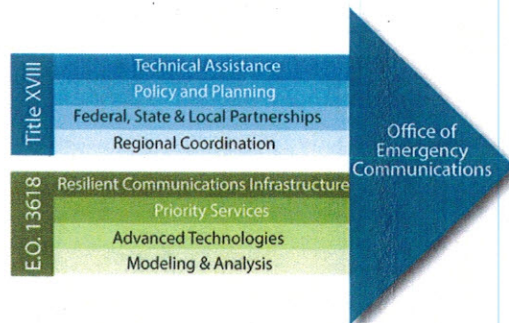 Title XVIII
Technical Assistance
Policy and Planning
Federal, State & Local Partnerships
Regional Coordination
E.O. 13618
Resilient Communications Infrastructure
Priority Services
Advanced Technologies
Modeling & Analysis
Office of
Emergency
Communications